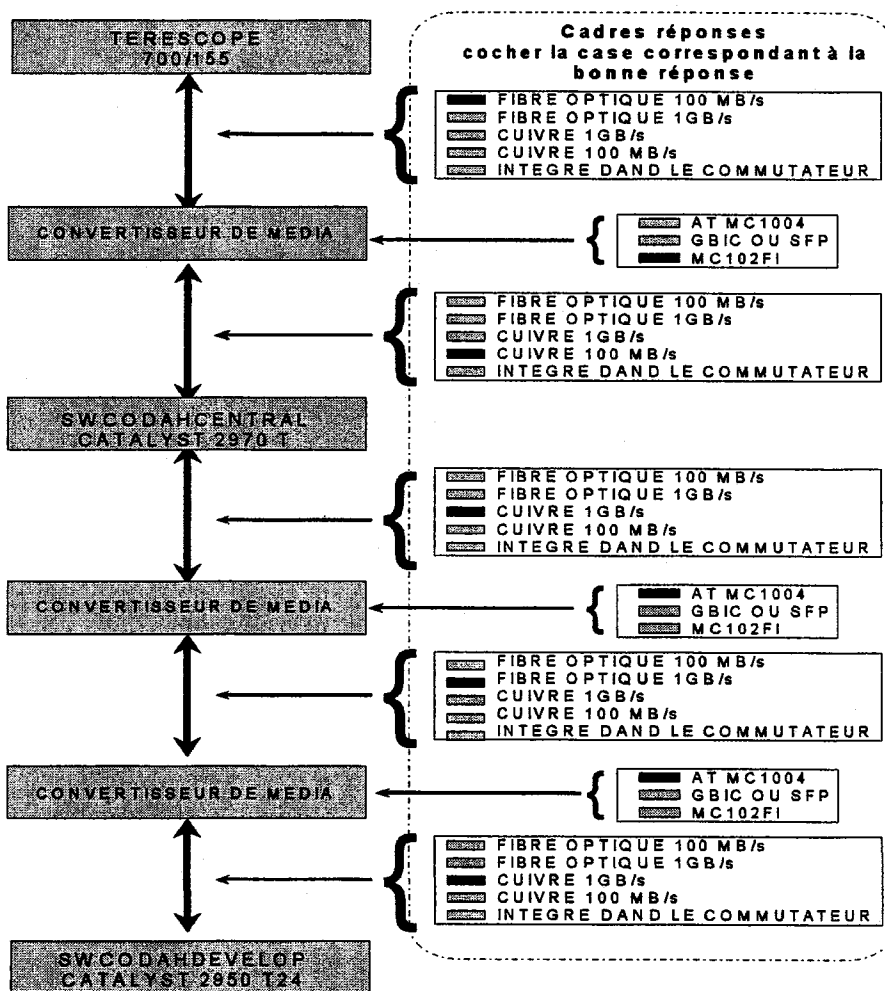 TERESCOPE
700/155
Cadres réponses
cocher la case correspondant à la
bonne réponse
FIBRE OPTIQUE 100 MB/s
FIBRE OPTIQUE 1GB/s
CUIVRE 1GB/s
CUIVRE 100 MB/s
INTEGRE DAND LE COMMUTATEUR
CONVERTISSEUR DE MEDIA
AT MC1004
GBIC OU SFP
MC102FI
FIBRE OPTIQUE 100 MB/s
FIBRE OPTIQUE 1GB/s
CUIVRE 1GB/s
CUIVRE 100 MB/s
INTEGRE DAND LE COMMUTATEUR
SWCODAHCENTRAL
CATALYST 2970 T
FIBRE OPTIQUE 100 MB/s
FIBRE OPTIQUE 1GB/s
CUIVRE 1GB/s
CUIVRE 100 MB/s
INTEGRE DAND LE COMMUTATEUR
CONVERTISSEUR DE MEDIA
AT MC1004
GBIC OU SFP
MC102FI
FIBRE OPTIQUE 100 MB/s
FIBRE OPTIQUE 1GB/s
CUIVRE 1GB/s
CUIVRE 100 MB/s
INTEGRE DAND LE COMMUTATEUR
CONVERTISSEUR DE MEDIA
AT MC1004
GBIC OU SFP
MC102FI
FIBRE OPTIQUE 100 MB/s
FIBRE OPTIQUE 1GB/s
CUIVRE 1GB/s
CUIVRE 100 MB/s
INTEGRE DAND LE COMMUTATEUR
SWCODAHDEVELOP
CATALYST 2950 T24